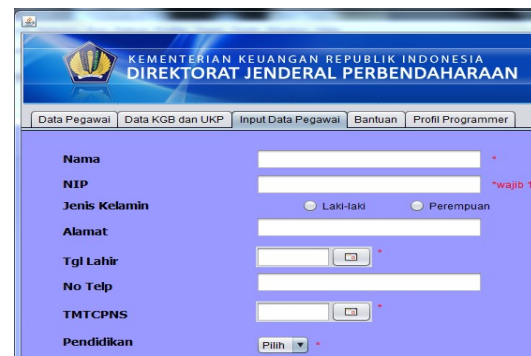 KEMENTERIAN KEUANGAN REPUBLIK INDONESIA
DIREKTORAT JENDERAL PERBENDAHARAAN
Data Pegawai Data KGB dan UKP Input Data Pegawai Bantuan Profil Programmer
Nama *
NIP *wajib 1
Jenis Kelamin Laki-laki Perempuan
Alamat
Tgl Lahir *
No Telp
TMTCPNS *
Pendidikan Pilih *